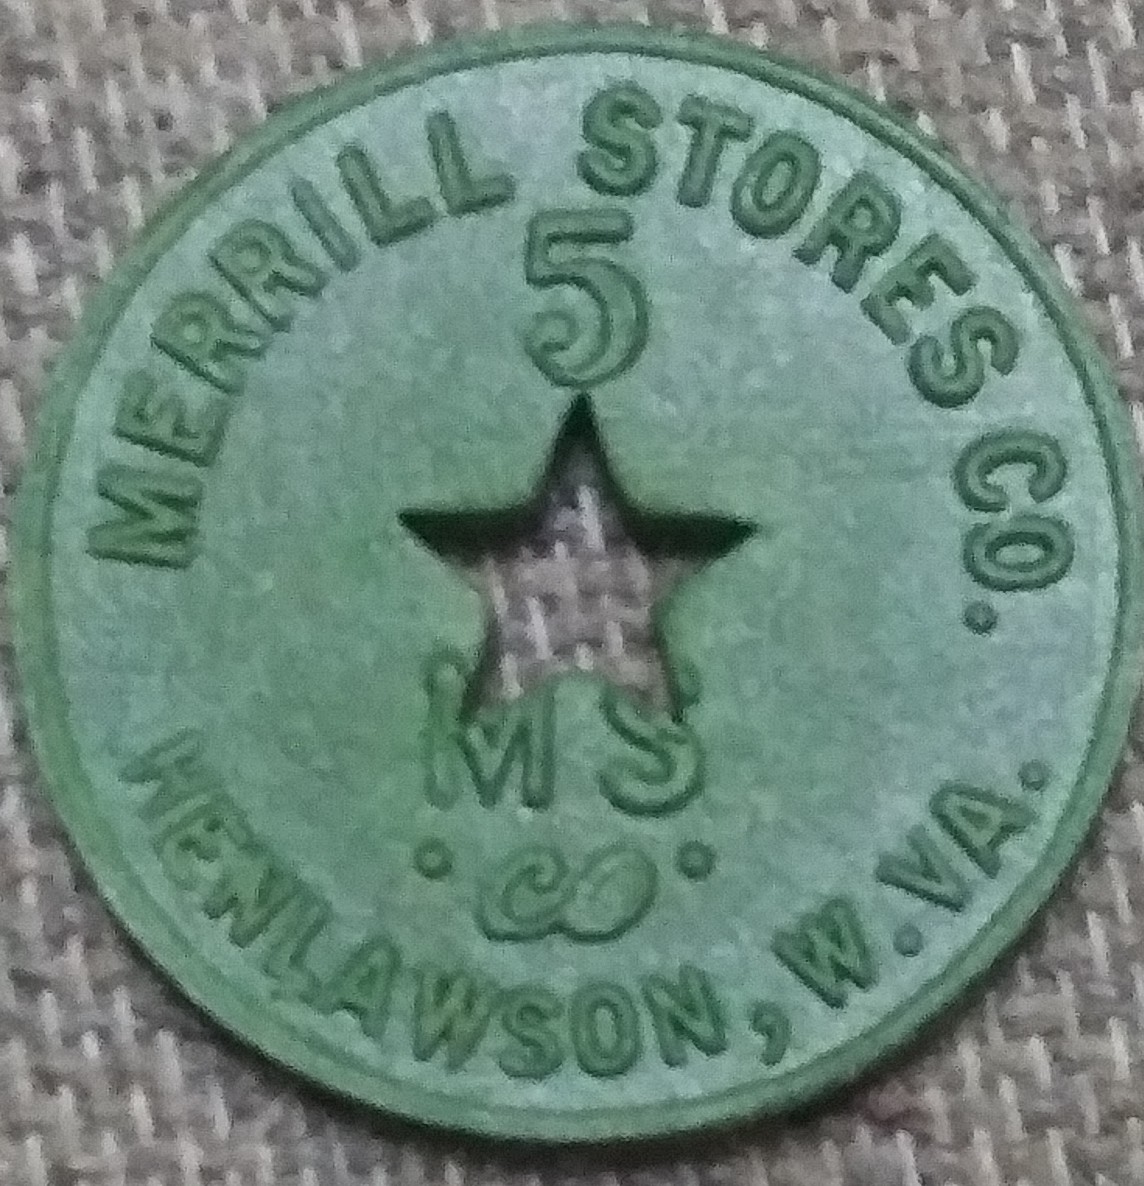 MERRILL STORES CO.
5
MS
· CO ·
HENLAWSON, W. VA.